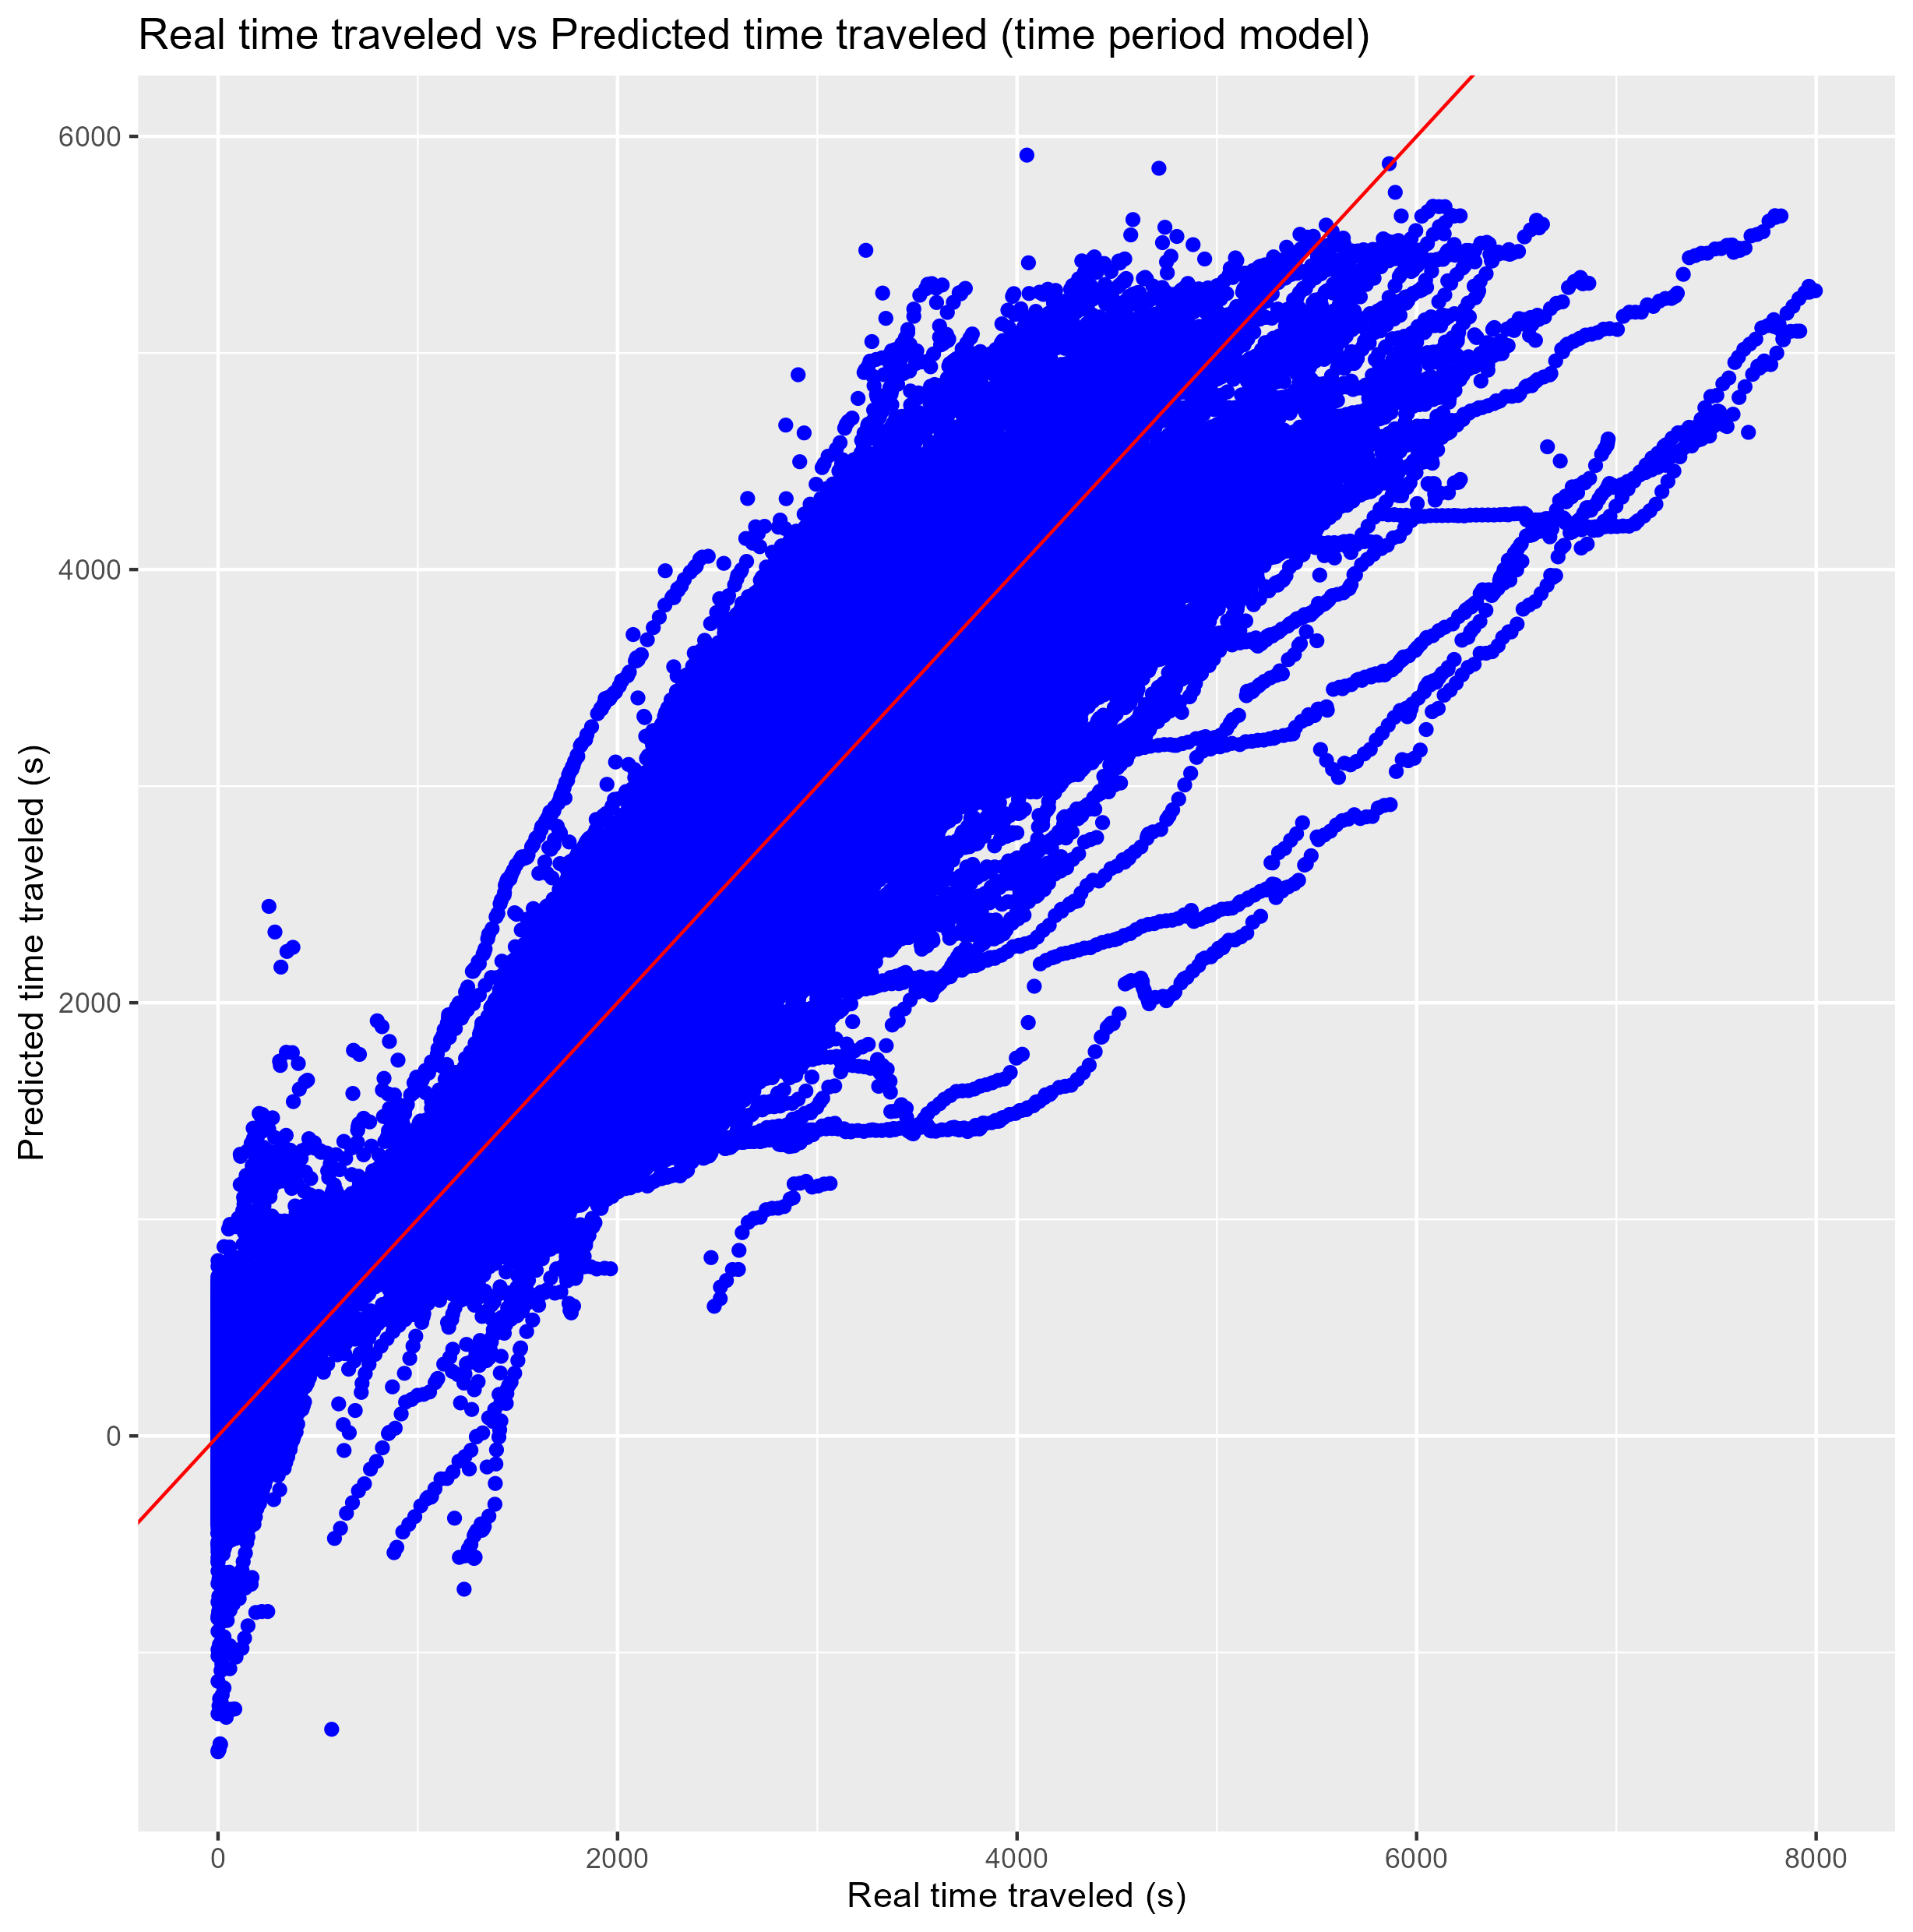 Real time traveled vs Predicted time traveled (time period model)
Predicted time traveled (s)
6000
4000
2000
0
0 2000 4000 6000 8000
Real time traveled (s)